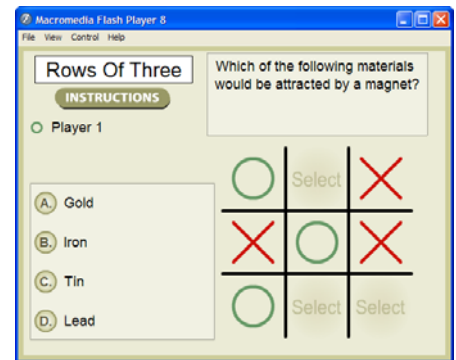 Macromedia Flash Player 8
File View Control Help
Rows Of Three
INSTRUCTIONS
Player 1
Which of the following materials
would be attracted by a magnet?
A. Gold
B. Iron
C. Tin
D. Lead
Select
Select Select